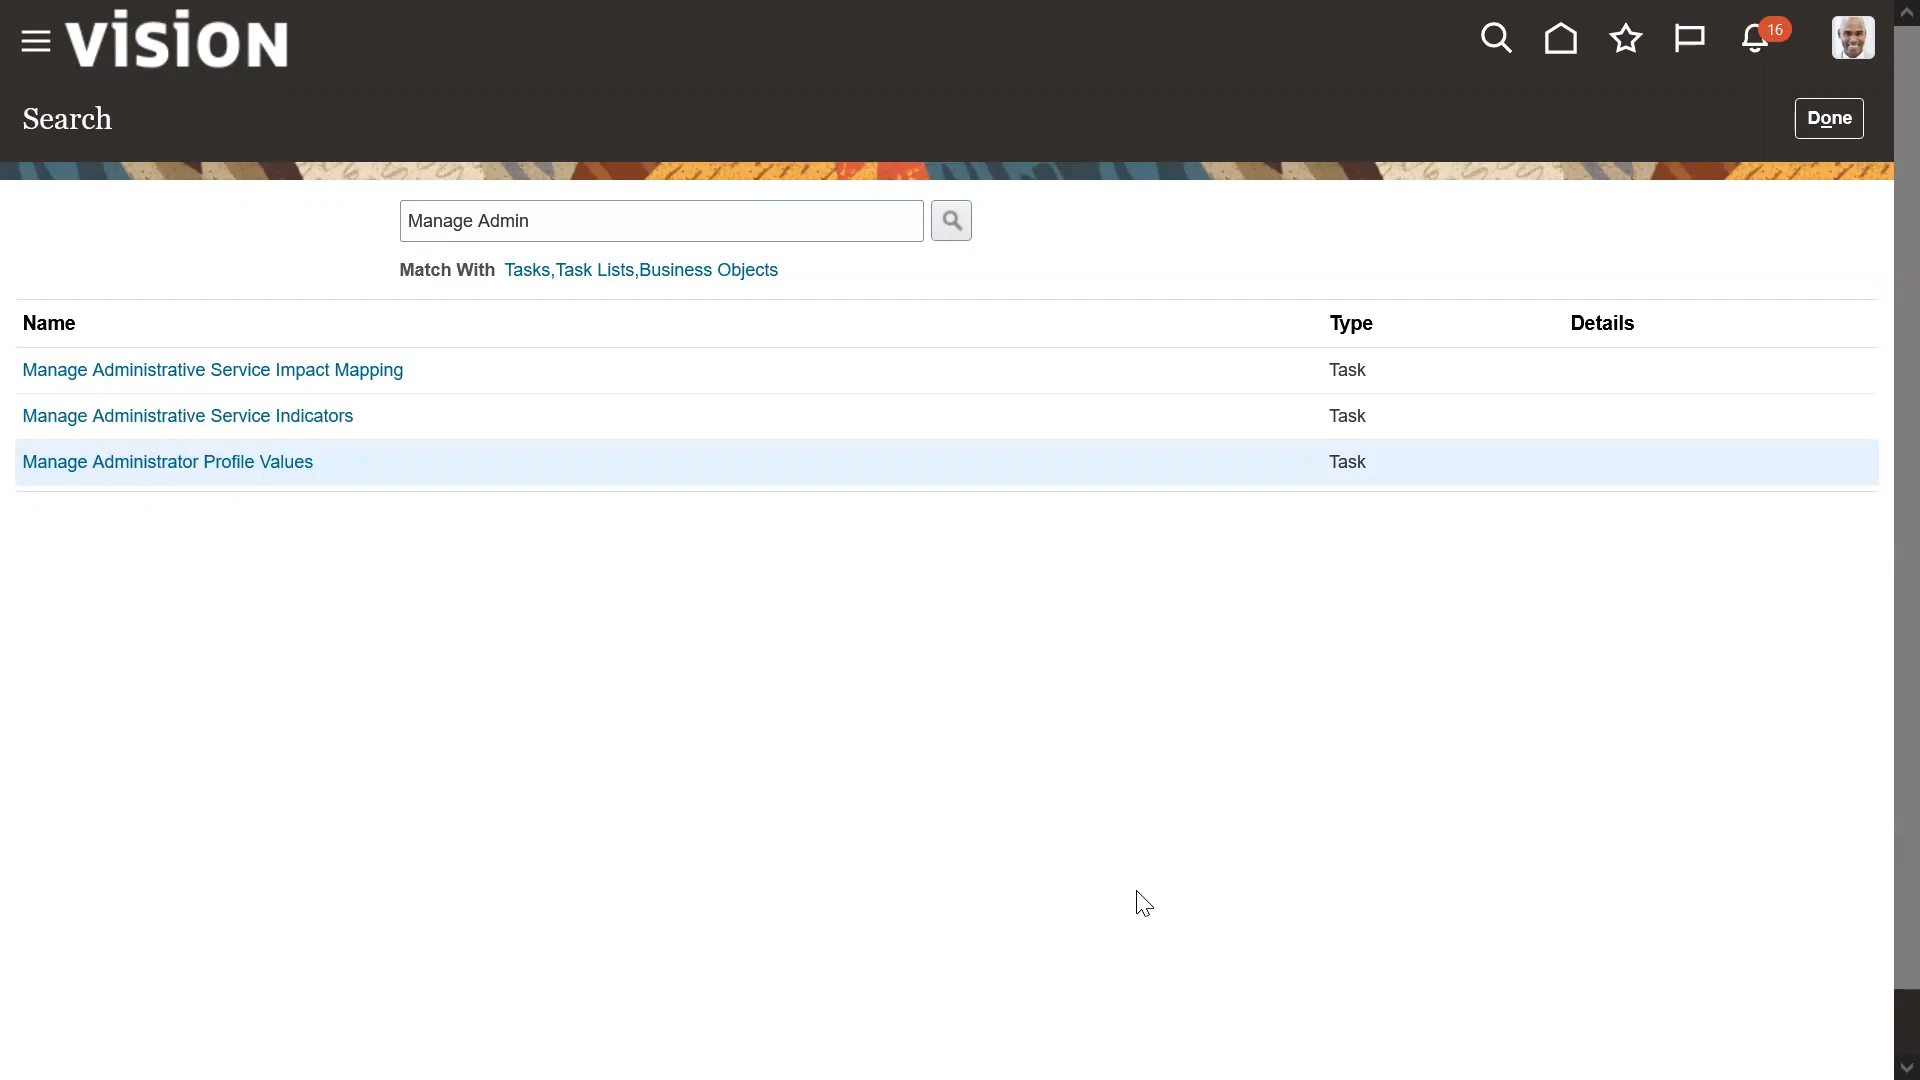 vision
16
Search
Done
Manage Admin
Match With Tasks,Task Lists,Business Objects
Name Type Details
Manage Administrative Service Impact Mapping Task
Manage Administrative Service Indicators Task
Manage Administrator Profile Values Task